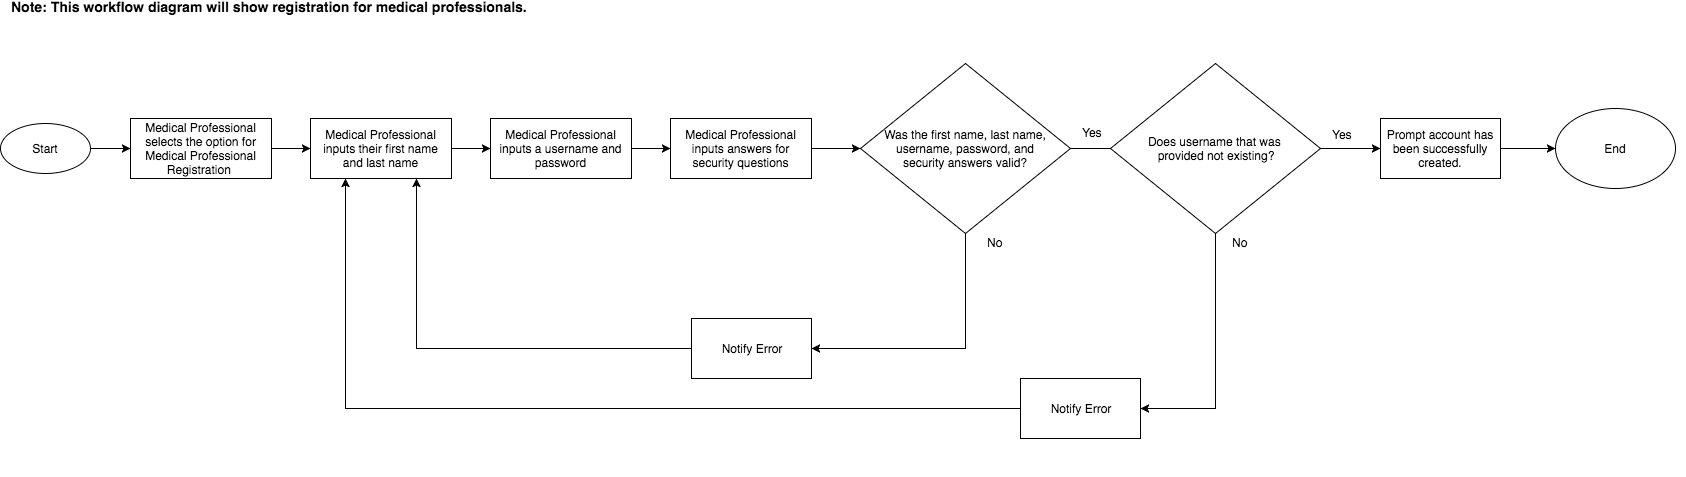 Note: This workflow diagram will show registration for medical professionals.
Start
Medical Professional
selects the option for
Medical Professional
Registration
Medical Professional
inputs their first name
and last name
Medical Professional
inputs a username and
password
Medical Professional
inputs answers for
security questions
Was the first name, last name,
username, password, and
security answers valid?
Yes
Does username that was
provided not existing?
Yes
Prompt account has
been successfully
created.
End
No
No
Notify Error
Notify Error